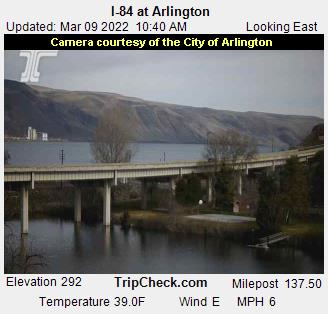 I-84 at Arlington
Updated: Mar 09 2022 10:40 AM Looking East
Camera courtesy of the City of Arlington
Elevation 292 TripCheck.com Milepost 137.50
Temperature 39.0F Wind E MPH 6